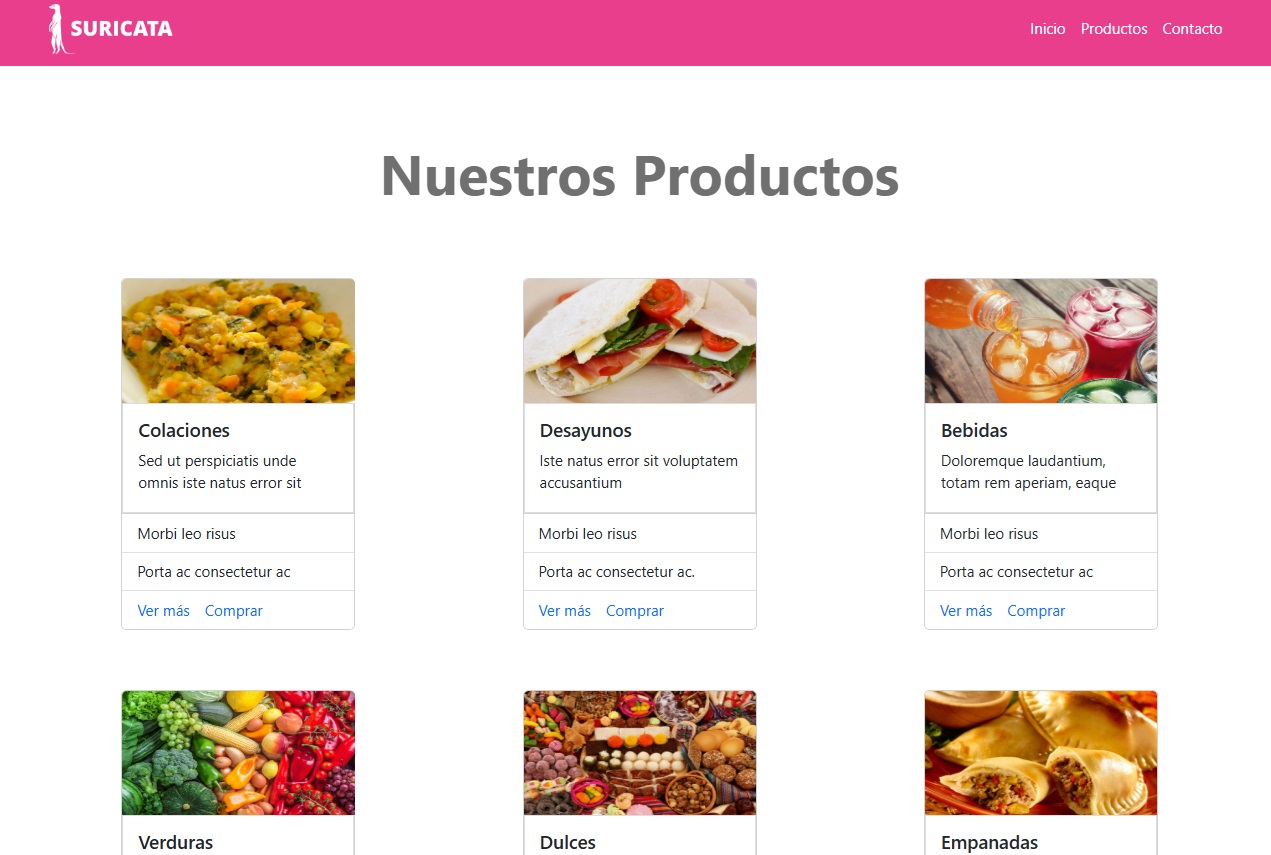 SURICATA
Inicio Productos Contacto
Nuestros Productos
Colaciones
Sed ut perspiciatis unde
omnis iste natus error sit
Morbi leo risus
Porta ac consectetur ac
Ver más Comprar
Desayunos
Iste natus error sit voluptatem
accusantium
Morbi leo risus
Porta ac consectetur ac.
Ver más Comprar
Bebidas
Doloremque laudantium,
totam rem aperiam, eaque
Morbi leo risus
Porta ac consectetur ac
Ver más Comprar
Verduras
Dulces
Empanadas